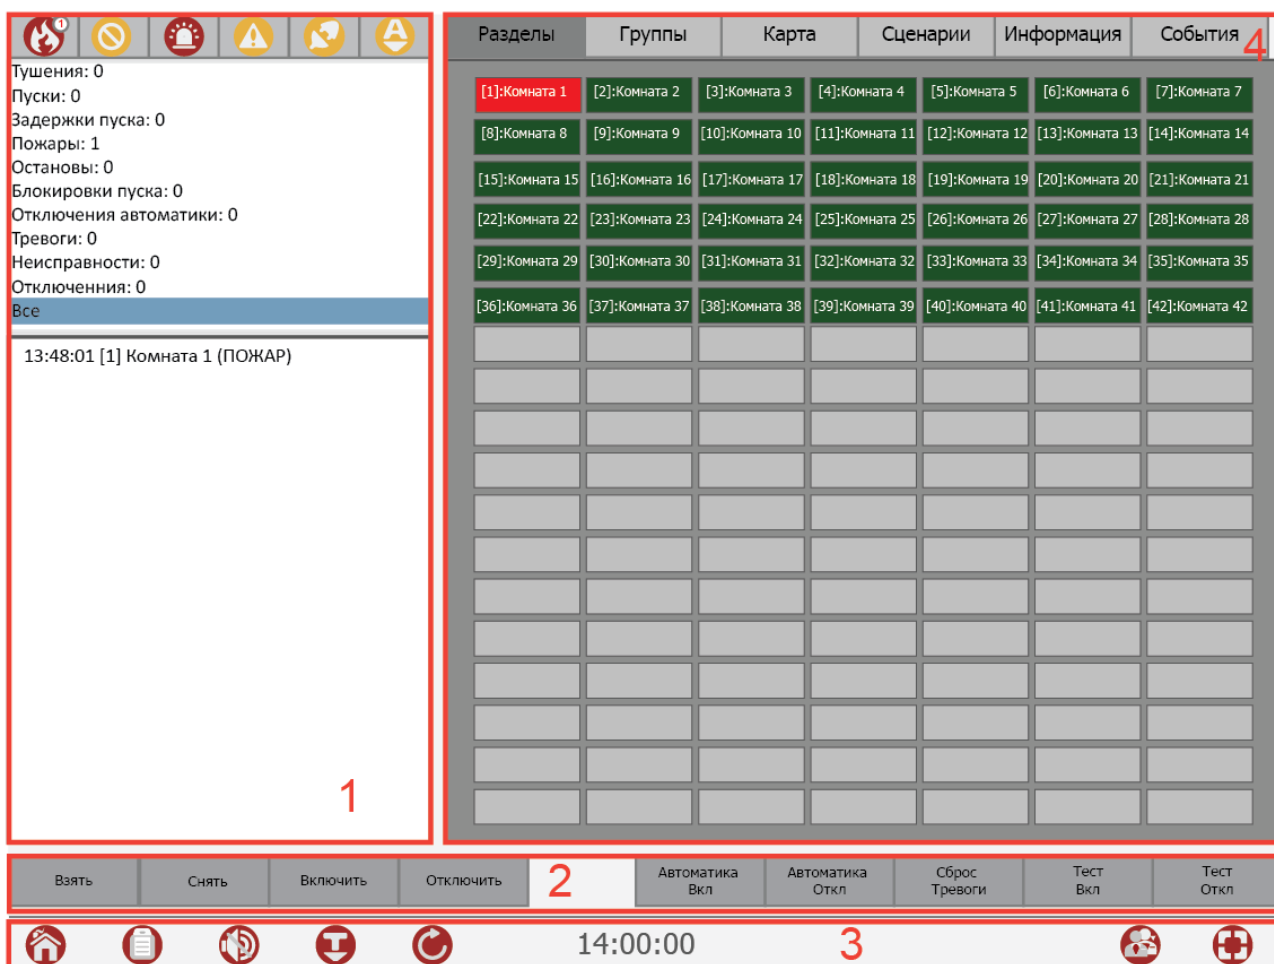 1
Тушения: 0
Пуски: 0
Задержки пуска: 0
Пожары: 1
Остановы: 0
Блокировки пуска: 0
Отключения автоматики: 0
Тревоги: 0
Неисправности: 0
Отключенния: 0
Все
13:48:01 [1] Комната 1 (ПОЖАР)
1
Разделы Группы Карта Сценарии Информация События 4
[1]:Комната 1 [2]:Комната 2 [3]:Комната 3 [4]:Комната 4 [5]:Комната 5 [6]:Комната 6 [7]:Комната 7
[8]:Комната 8 [9]:Комната 9 [10]:Комната 10 [11]:Комната 11 [12]:Комната 12 [13]:Комната 13 [14]:Комната 14
[15]:Комната 15 [16]:Комната 16 [17]:Комната 17 [18]:Комната 18 [19]:Комната 19 [20]:Комната 20 [21]:Комната 21
[22]:Комната 22 [23]:Комната 23 [24]:Комната 24 [25]:Комната 25 [26]:Комната 26 [27]:Комната 27 [28]:Комната 28
[29]:Комната 29 [30]:Комната 30 [31]:Комната 31 [32]:Комната 32 [33]:Комната 33 [34]:Комната 34 [35]:Комната 35
[36]:Комната 36 [37]:Комната 37 [38]:Комната 38 [39]:Комната 39 [40]:Комната 40 [41]:Комната 41 [42]:Комната 42
Взять Снять Включить Отключить 2
Автоматика
Вкл
Автоматика
Откл
Сброс
Тревоги
Тест
Вкл
Тест
Откл
14:00:00 3